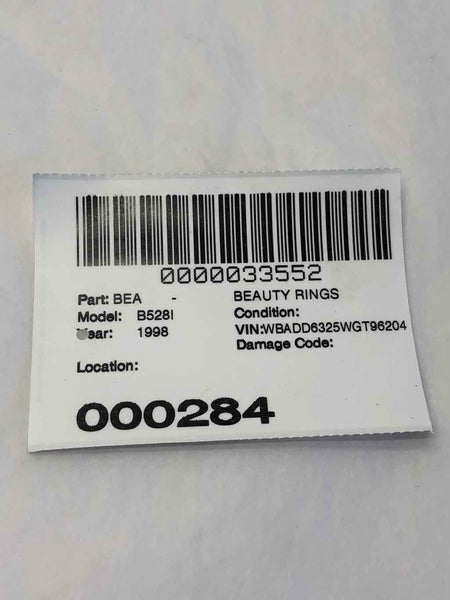 0000033552
Part: BEA - BEAUTY RINGS
Model: B528I Condition:
Year: 1998 VIN:WBADD6325WGT96204
Damage Code:
Location:
000284